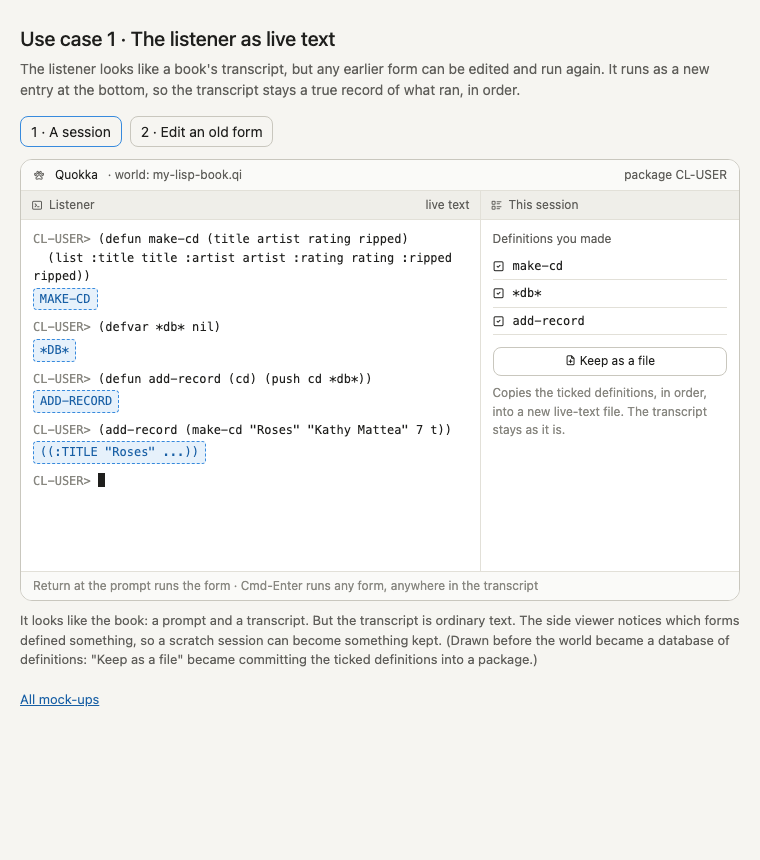 Use case 1 · The listener as live text
The listener looks like a book's transcript, but any earlier form can be edited and run again. It runs as a new
entry at the bottom, so the transcript stays a true record of what ran, in order.
1 · A session
2 · Edit an old form
Quokka · world: my-lisp-book.qi
package CL-USER
Listener
live text
This session
CL-USER> (defun make-cd (title artist rating ripped)
(list :title title :artist artist :rating rating :ripped
ripped))
MAKE-CD
CL-USER> (defvar *db* nil)
*DB*
CL-USER> (defun add-record (cd) (push cd *db*))
ADD-RECORD
CL-USER> (add-record (make-cd "Roses" "Kathy Mattea" 7 t))
((:TITLE "Roses" ...))
CL-USER>
Definitions you made
make-cd
*db*
add-record
Keep as a file
Copies the ticked definitions, in order,
into a new live-text file. The transcript
stays as it is.
Return at the prompt runs the form · Cmd-Enter runs any form, anywhere in the transcript
It looks like the book: a prompt and a transcript. But the transcript is ordinary text. The side viewer notices which forms
defined something, so a scratch session can become something kept. (Drawn before the world became a database of
definitions: "Keep as a file" became committing the ticked definitions into a package.)
All mock-ups